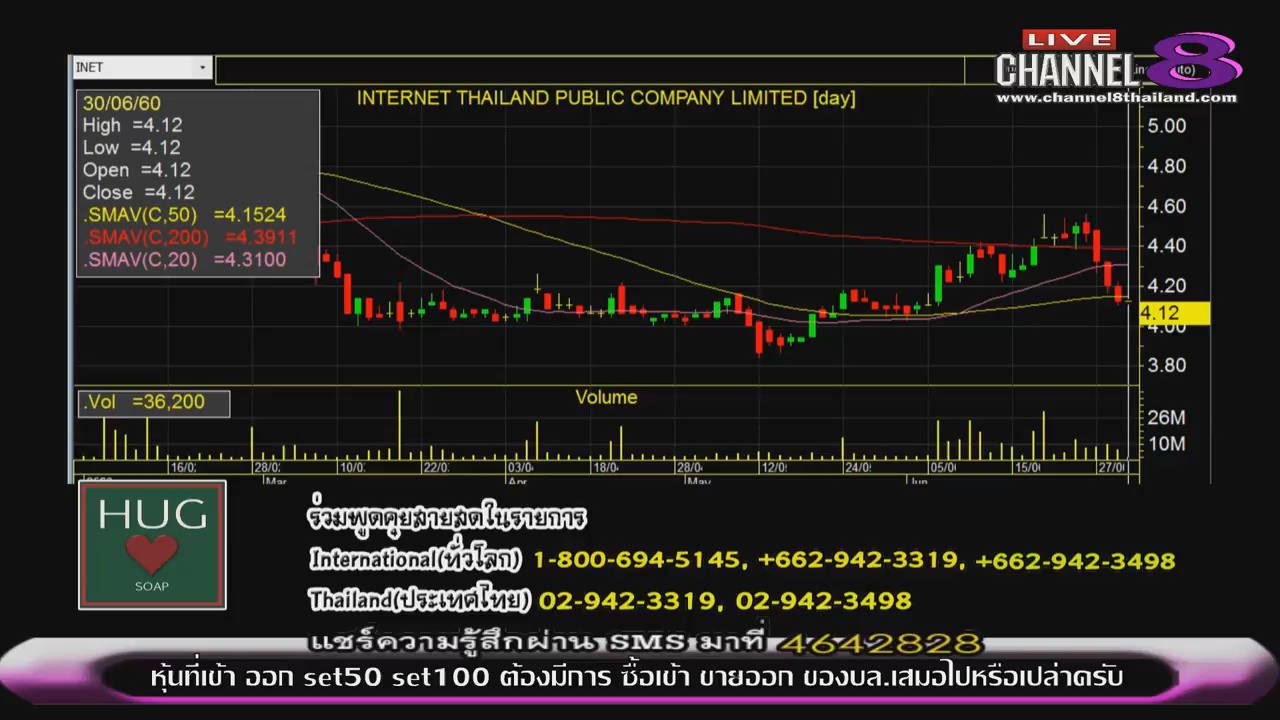 LIVE
CHANNEL 8
www.channel8thailand.com
INET
INTERNET THAILAND PUBLIC COMPANY LIMITED [day]
30/06/60
High =4.12
Low =4.12
Open =4.12
Close =4.12
.SMAV(C,50) =4.1524
.SMAV(C,200) =4.3911
.SMAV(C,20) =4.3100
5.00
4.80
4.60
4.40
4.20
4.12
4.00
3.80
.Vol =36,200
Volume
26M
10M
16/0 28/0 10/0 22/0 03/0 18/0 28/0 12/0 24/0 05/0 15/0 27/0
Mar Apr May Jun
HUG
SOAP
ร่วมพูดคุยสายสดในรายการ
International(ทั่วโลก) 1-800-694-5145, +662-942-3319, +662-942-3498
Thailand(ประเทศไทย) 02-942-3319, 02-942-3498
แชร์ความรู้สึกผ่าน SMS มาที่ 4642828
หุ้นที่เข้า ออก set50 set100 ต้องมีการ ซื้อเข้า ขายออก ของบล.เสมอไปหรือเปล่าครับ